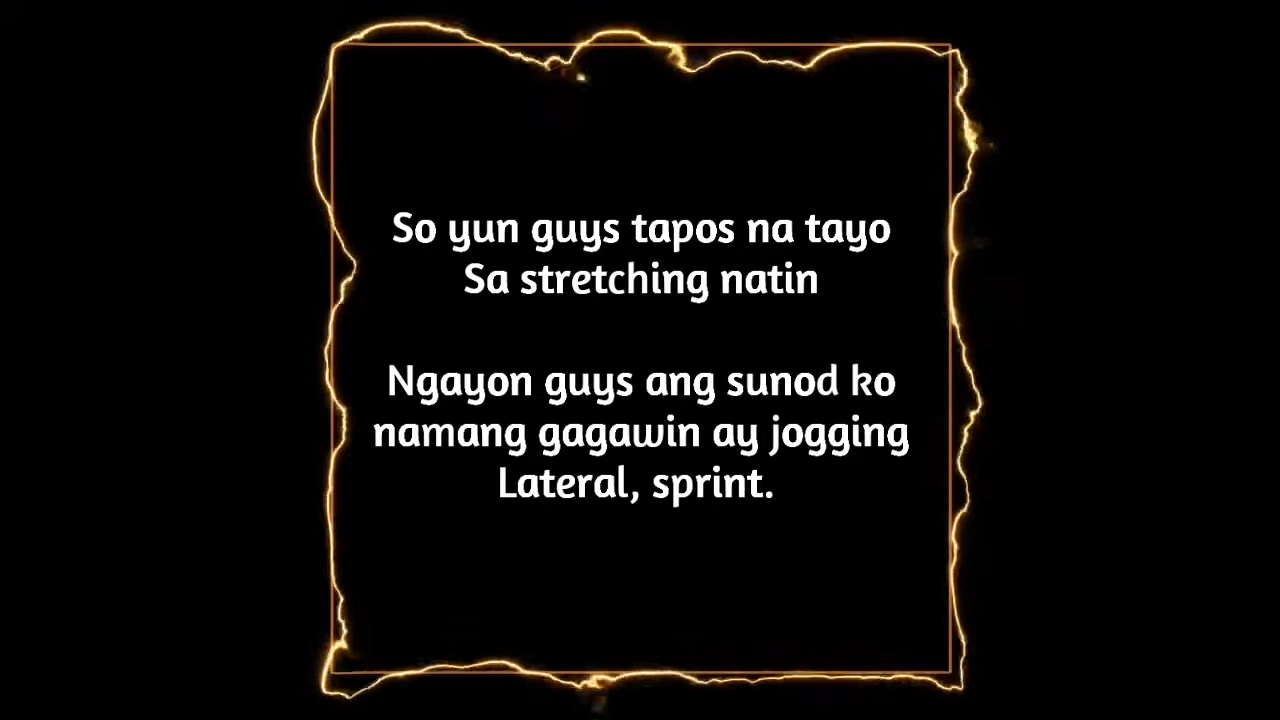 So yun guys tapos na tayo
Sa stretching natin
Ngayon guys ang sunod ko
namang gagawin ay jogging
Lateral, sprint.